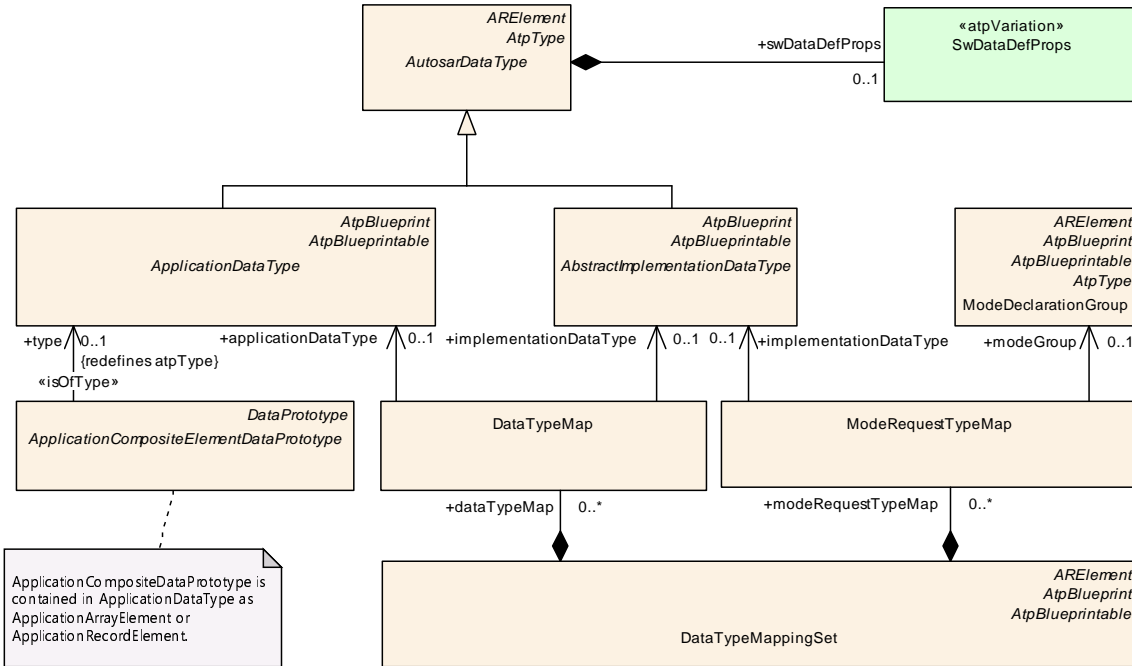 ARElement
AtpType
AutosarDataType
+swDataDefProps
0..1
«atpVariation»
SwDataDefProps
AtpBlueprint
AtpBlueprintable
ApplicationDataType
AtpBlueprint
AtpBlueprintable
AbstractImplementationDataType
ARElement
AtpBlueprint
AtpBlueprintable
AtpType
ModeDeclarationGroup
+type
0..1
{redefines atpType}
«isOfType»
+applicationDataType
0..1
+implementationDataType
0..1
0..1
+implementationDataType
+modeGroup
0..1
DataPrototype
ApplicationCompositeElementDataPrototype
DataTypeMap
ModeRequestTypeMap
+dataTypeMap
0..*
+modeRequestTypeMap
0..*
ApplicationCompositeDataPrototype is
contained in ApplicationDataType as
ApplicationArrayElement or
ApplicationRecordElement.
ARElement
AtpBlueprint
AtpBlueprintable
DataTypeMappingSet